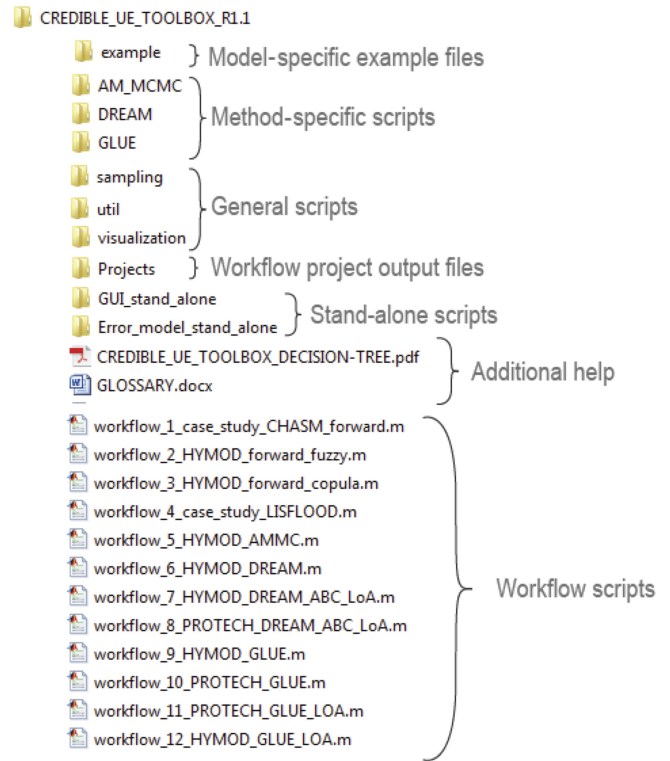 CREDIBLE_UE_TOOLBOX_R1.1
example
Model-specific example files
AM_MCMC
DREAM
GLUE
Method-specific scripts
sampling
util
visualization
General scripts
Projects
Workflow project output files
GUI_stand_alone
Error_model_stand_alone
Stand-alone scripts
CREDIBLE_UE_TOOLBOX_DECISION-TREE.pdf
GLOSSARY.docx
Additional help
workflow_1_case_study_CHASM_forward.m
workflow_2_HYMOD_forward_fuzzy.m
workflow_3_HYMOD_forward_copula.m
workflow_4_case_study_LISFLOOD.m
workflow_5_HYMOD_AMMC.m
workflow_6_HYMOD_DREAM.m
workflow_7_HYMOD_DREAM_ABC_LoA.m
workflow_8_PROTECH_DREAM_ABC_LoA.m
workflow_9_HYMOD_GLUE.m
workflow_10_PROTECH_GLUE.m
workflow_11_PROTECH_GLUE_LOA.m
workflow_12_HYMOD_GLUE_LOA.m
Workflow scripts